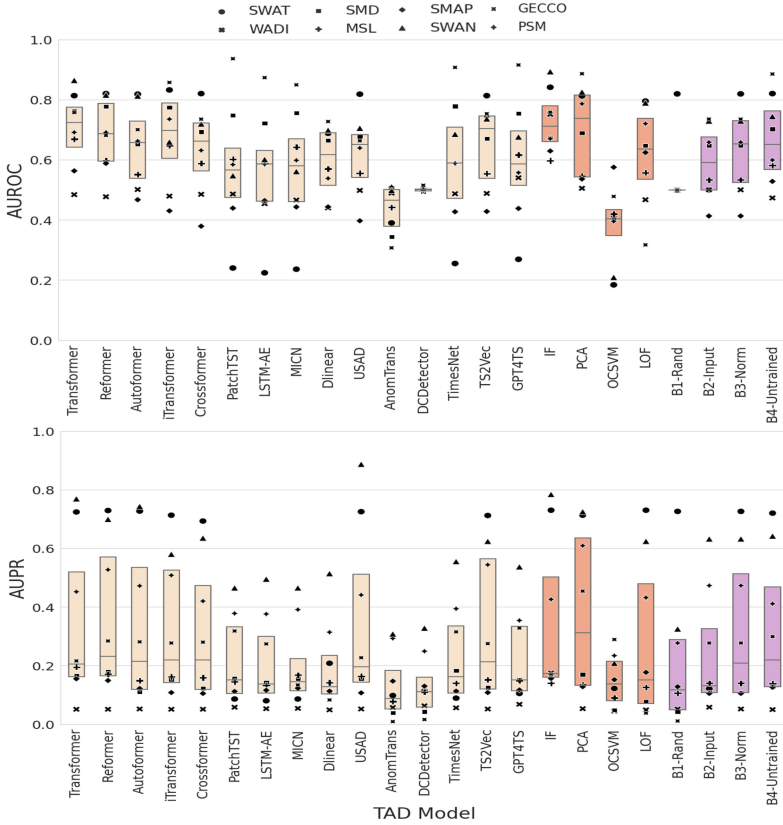 SWAT SMD SMAP GECCO
WADI MSL SWAN PSM
1.0
0.8
0.6
0.4
0.2
0.0
AUROC
Transformer
Reformer
Autoformer
iTransformer
Crossformer
PatchTST
LSTM-AE
MICN
Dlinear
USAD
AnomTrans
DCDetector
TimesNet
TS2Vec
GPT4TS
IF
PCA
OCSVM
LOF
B1-Rand
B2-Input
B3-Norm
B4-Untrained
1.0
0.8
0.6
0.4
0.2
0.0
AUPR
Transformer
Reformer
Autoformer
iTransformer
Crossformer
PatchTST
LSTM-AE
MICN
Dlinear
USAD
AnomTrans
DCDetector
TimesNet
TS2Vec
GPT4TS
IF
PCA
OCSVM
LOF
B1-Rand
B2-Input
B3-Norm
B4-Untrained
TAD Model